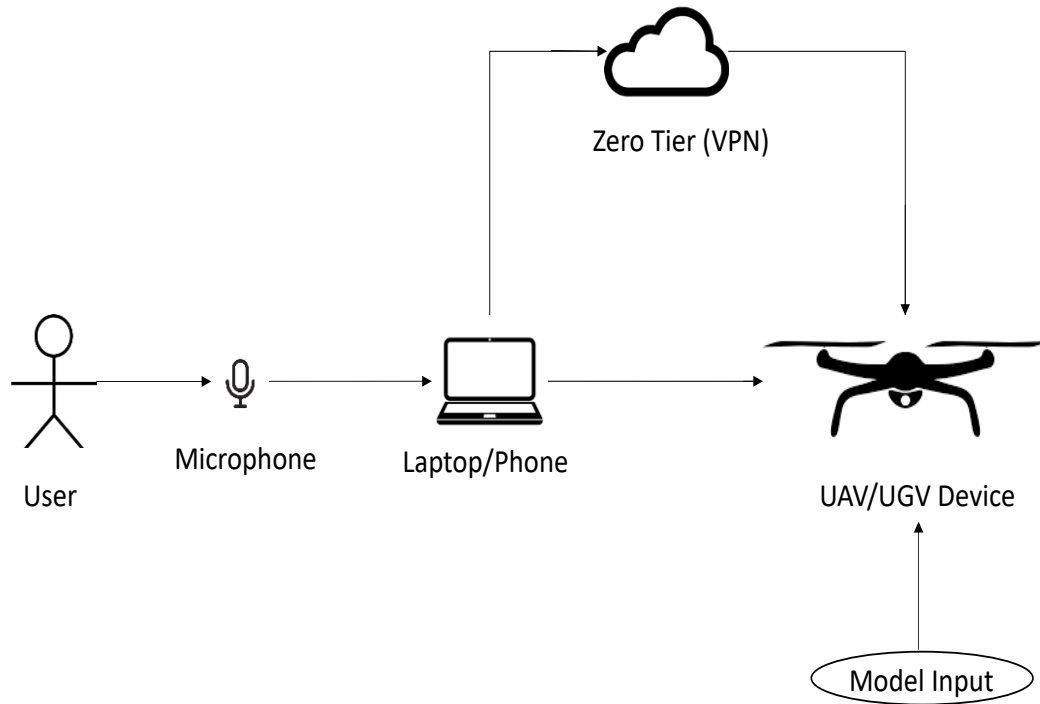 Zero Tier (VPN)
Microphone
Laptop/Phone
User
UAV/UGV Device
Model Input